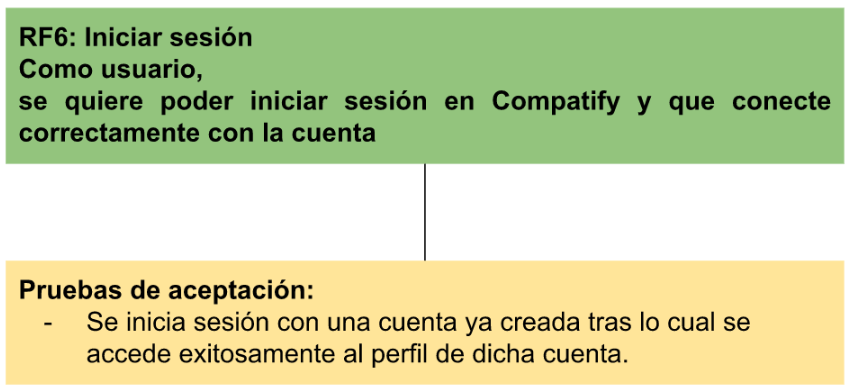 RF6: Iniciar sesión
Como usuario,
se quiere poder iniciar sesión en Compatify y que conecte
correctamente con la cuenta
Pruebas de aceptación:
- Se inicia sesión con una cuenta ya creada tras lo cual se
accede exitosamente al perfil de dicha cuenta.